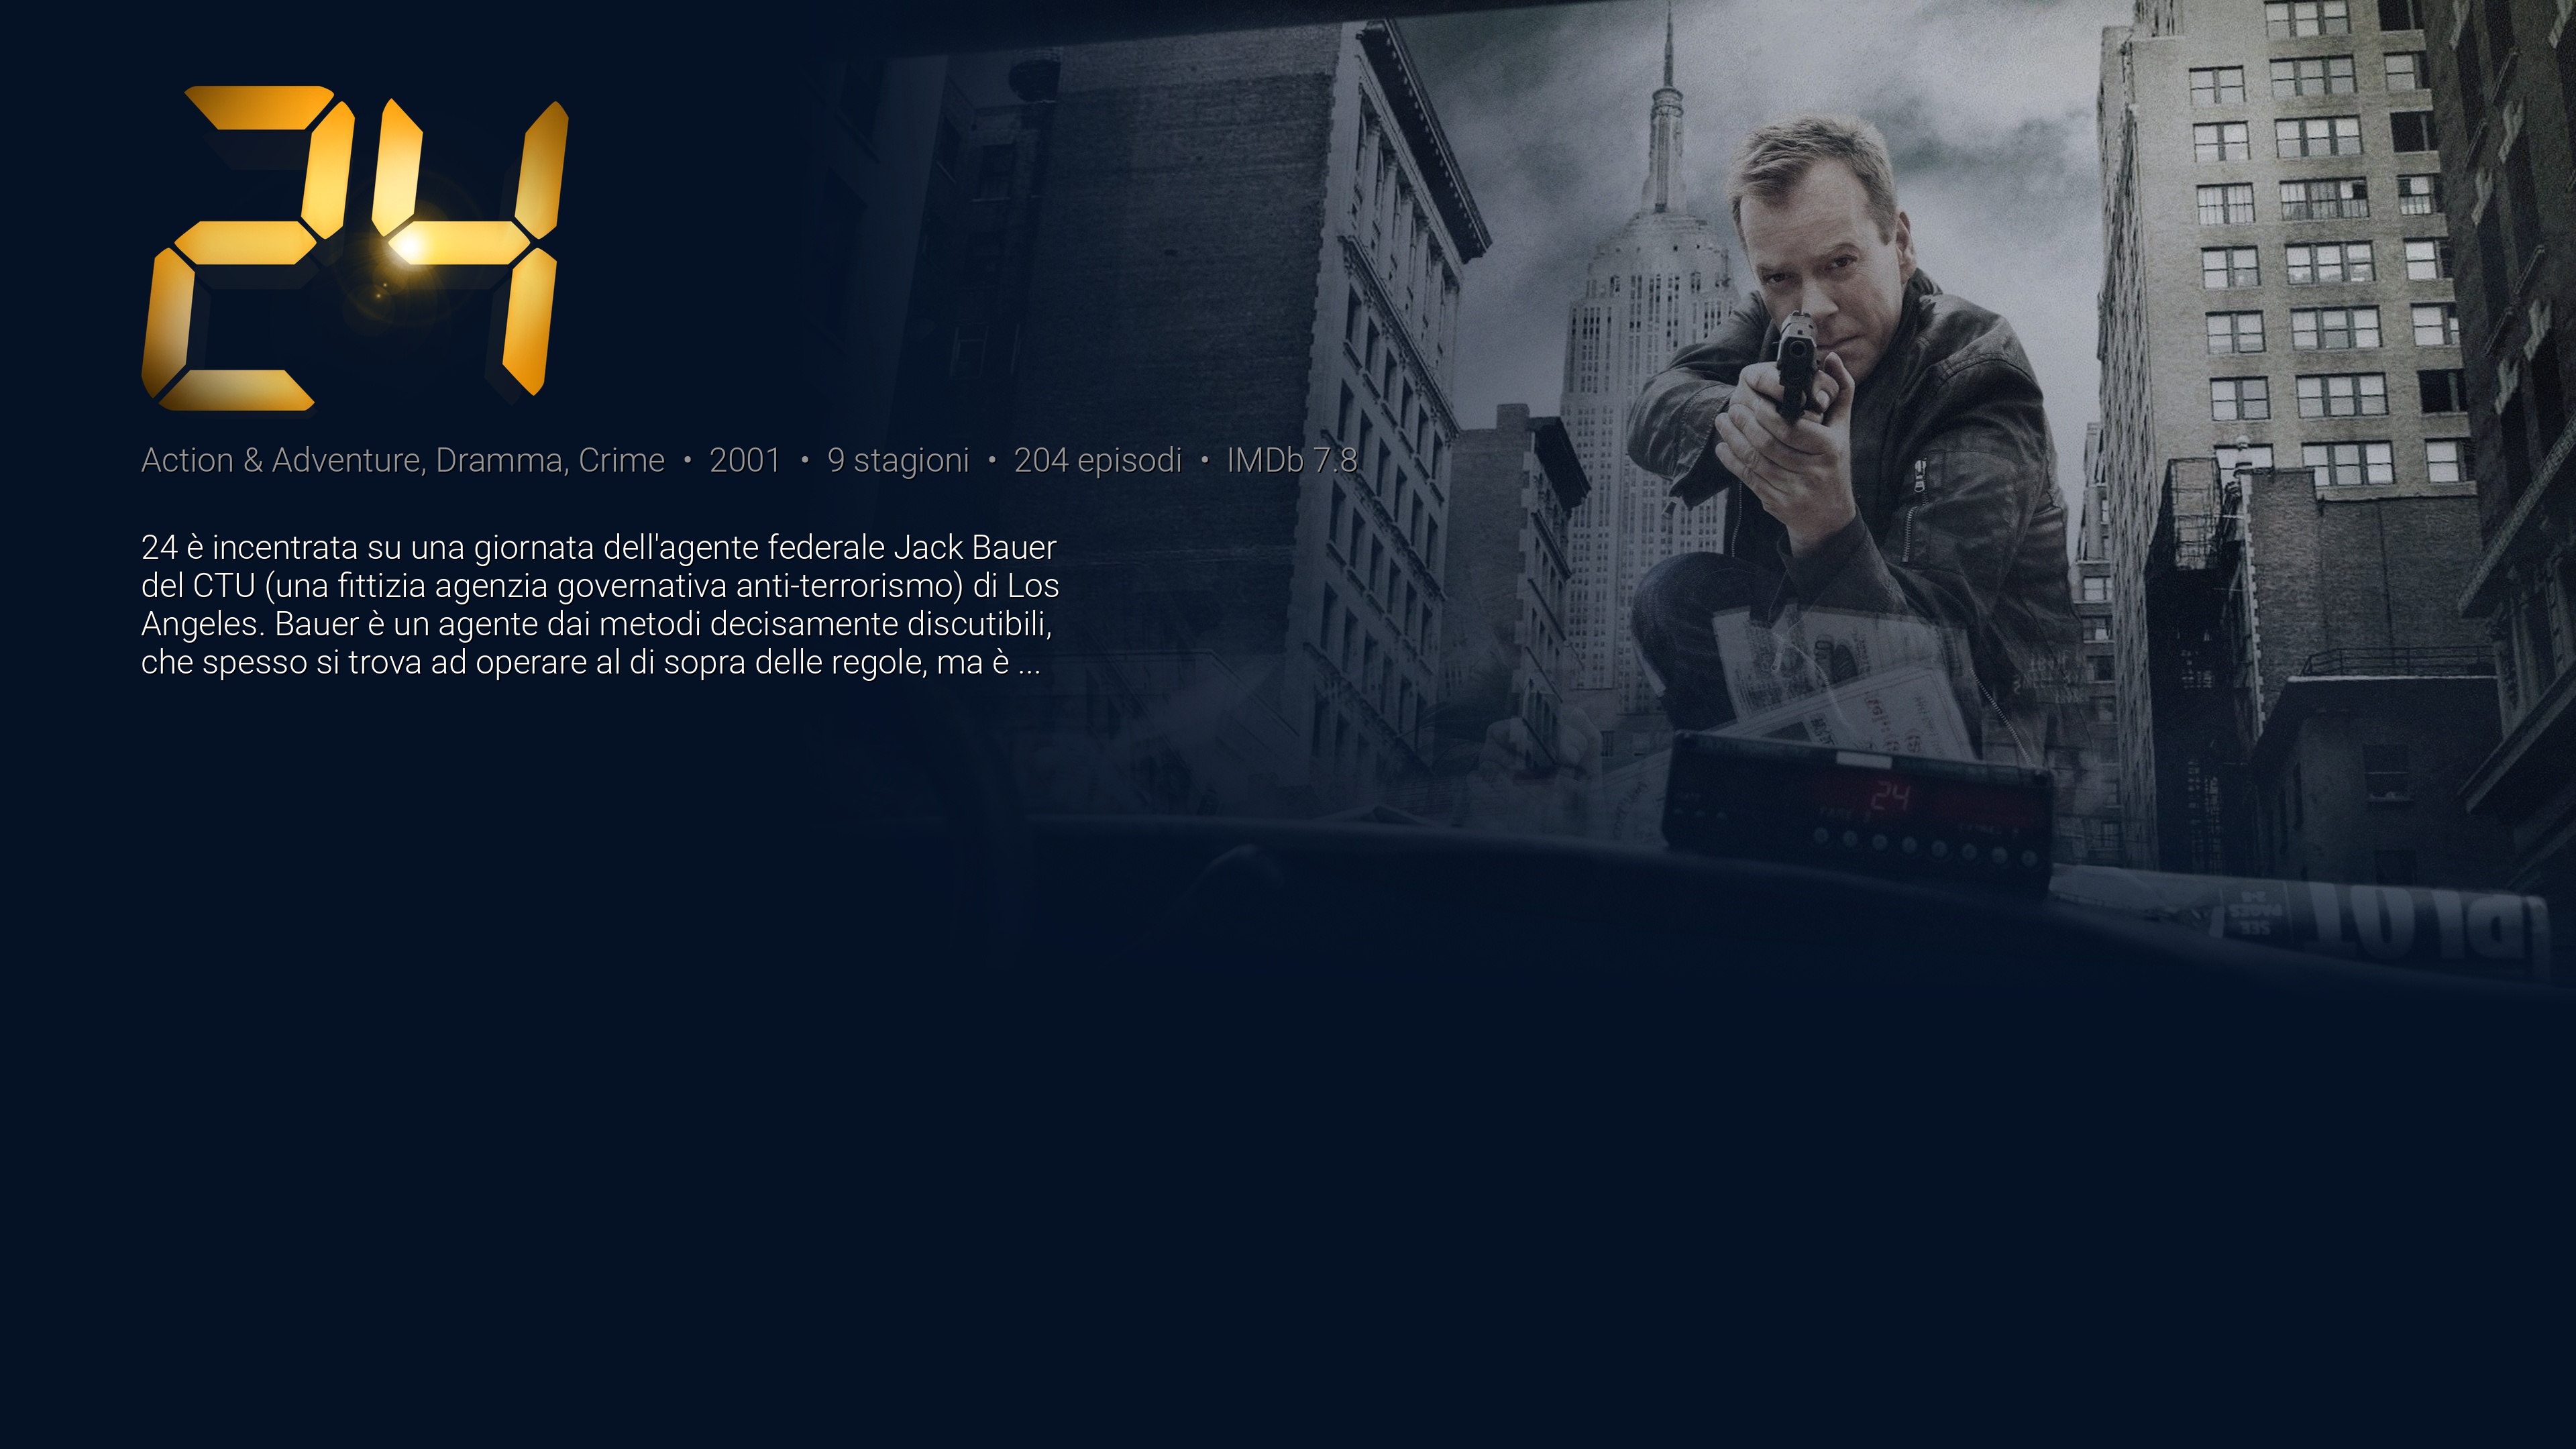 24
Action & Adventure, Dramma, Crime • 2001 • 9 stagioni • 204 episodi • IMDb 7.8
24 è incentrata su una giornata dell'agente federale Jack Bauer
del CTU (una fittizia agenzia governativa anti-terrorismo) di Los
Angeles. Bauer è un agente dai metodi decisamente discutibili,
che spesso si trova ad operare al di sopra delle regole, ma è ...
24